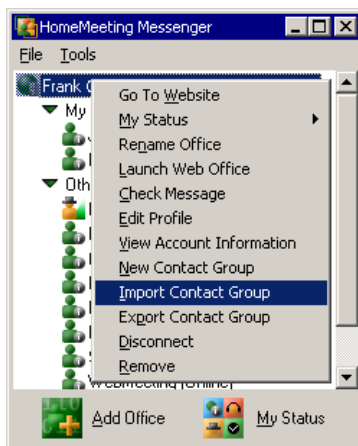 HomeMeeting Messenger
File Tools
Frank
My
Oth
Go To Website
My Status
Rename Office
Launch Web Office
Check Message
Edit Profile
View Account Information
New Contact Group
Import Contact Group
Export Contact Group
Disconnect
Remove
WebMeeting [Online]
Add Office
My Status